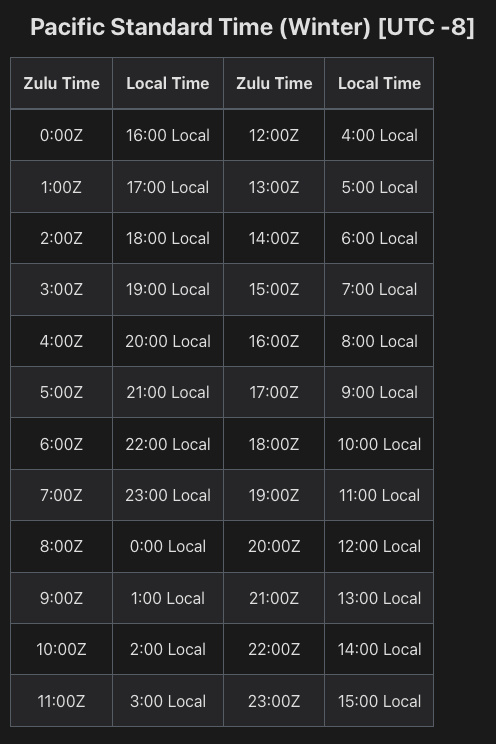 Pacific Standard Time (Winter) [UTC -8]
Zulu Time Local Time Zulu Time Local Time
0:00Z 16:00 Local 12:00Z 4:00 Local
1:00Z 17:00 Local 13:00Z 5:00 Local
2:00Z 18:00 Local 14:00Z 6:00 Local
3:00Z 19:00 Local 15:00Z 7:00 Local
4:00Z 20:00 Local 16:00Z 8:00 Local
5:00Z 21:00 Local 17:00Z 9:00 Local
6:00Z 22:00 Local 18:00Z 10:00 Local
7:00Z 23:00 Local 19:00Z 11:00 Local
8:00Z 0:00 Local 20:00Z 12:00 Local
9:00Z 1:00 Local 21:00Z 13:00 Local
10:00Z 2:00 Local 22:00Z 14:00 Local
11:00Z 3:00 Local 23:00Z 15:00 Local